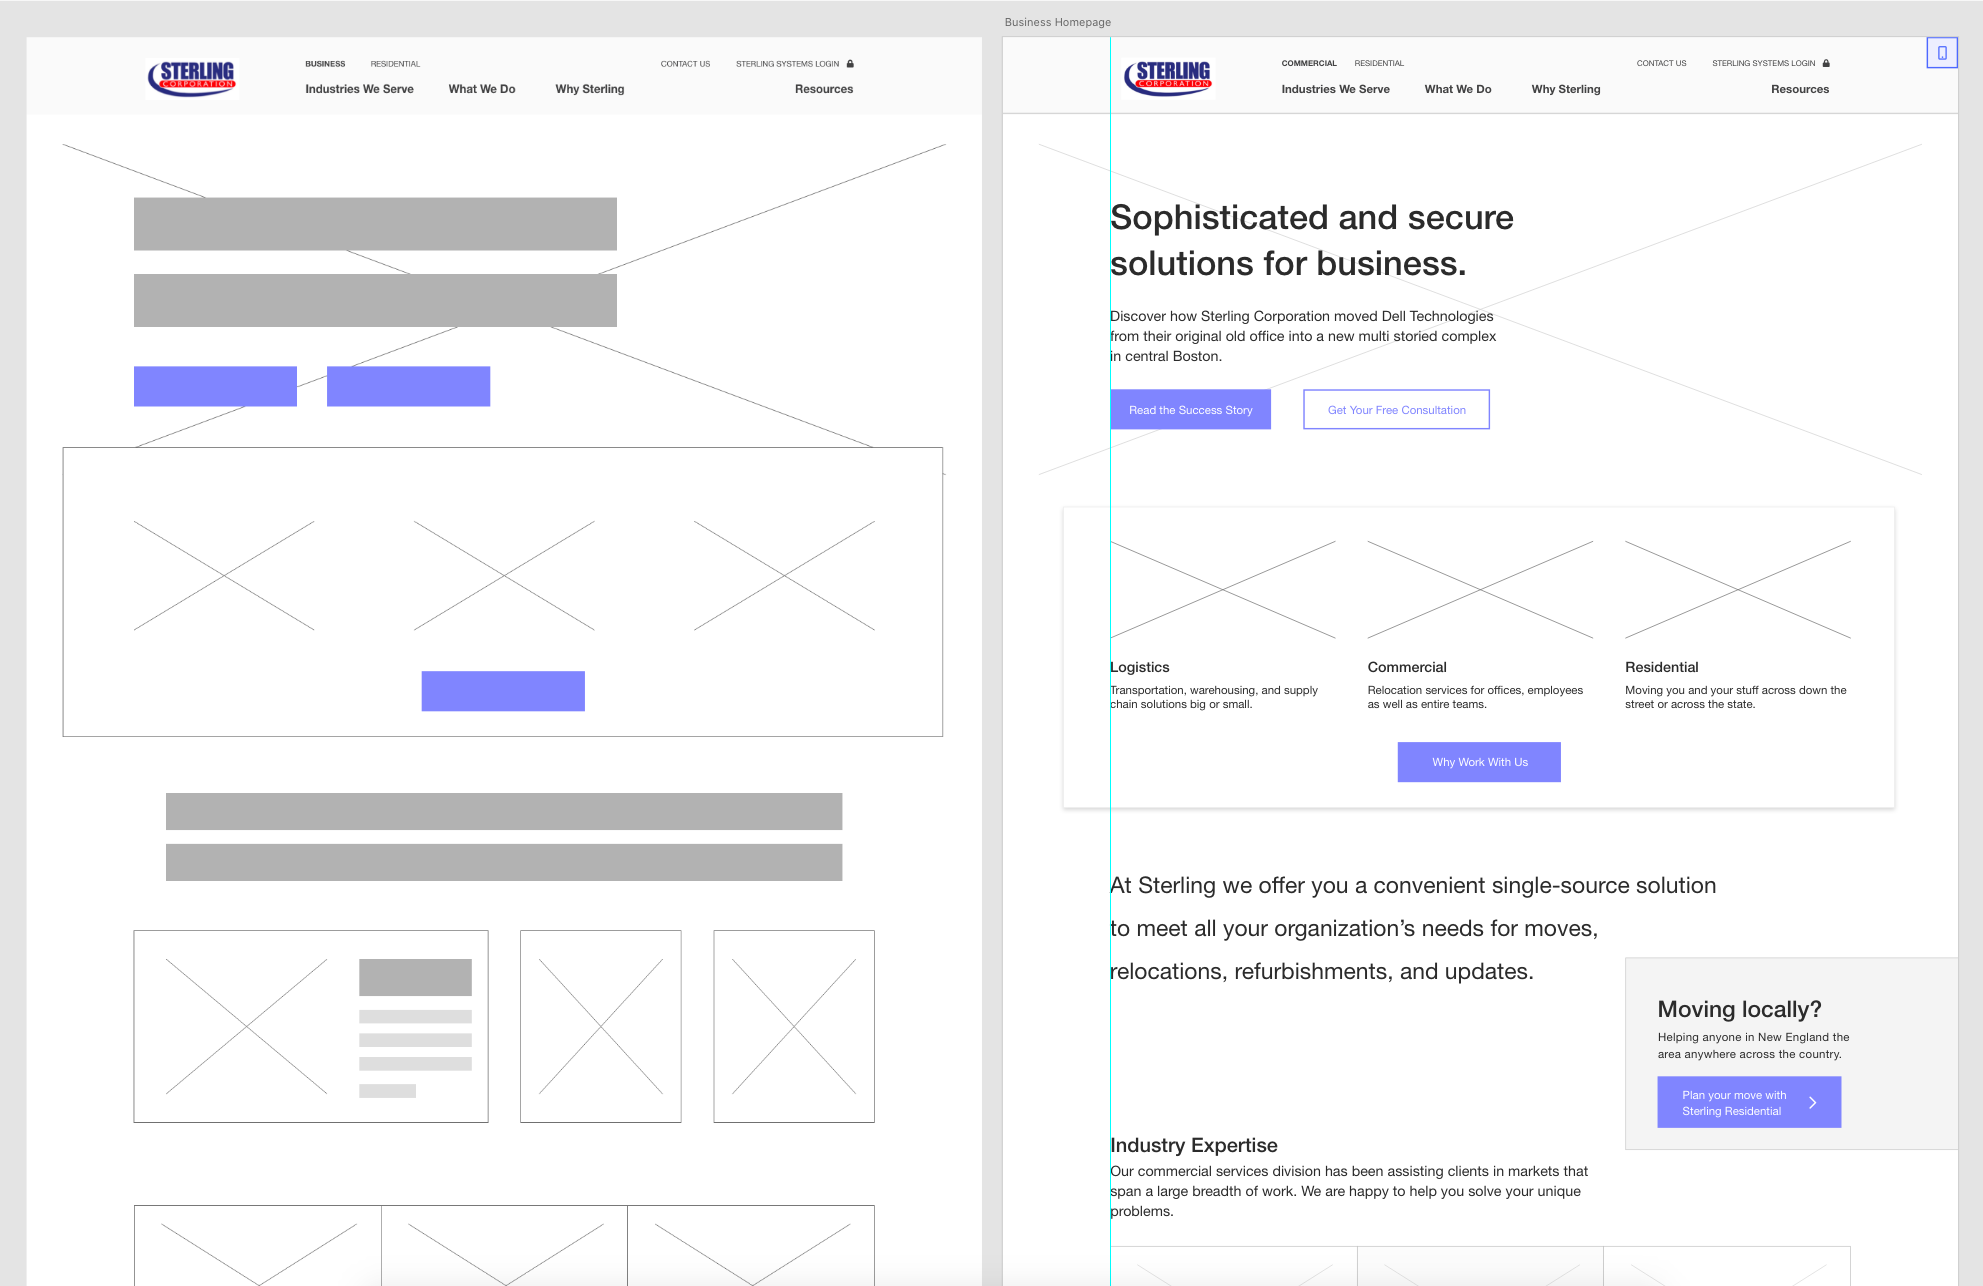 Business Homepage
STERLING
CORPORATION
BUSINESS
RESIDENTIAL
CONTACT US
STERLING SYSTEMS LOGIN
Industries We Serve
What We Do
Why Sterling
Resources
STERLING
CORPORATION
COMMERCIAL
RESIDENTIAL
CONTACT US
STERLING SYSTEMS LOGIN
Industries We Serve
What We Do
Why Sterling
Resources
Sophisticated and secure
solutions for business.
Discover how Sterling Corporation moved Dell Technologies
from their original old office into a new multi storied complex
in central Boston.
Read the Success Story
Get Your Free Consultation
Logistics
Transportation, warehousing, and supply
chain solutions big or small.
Commercial
Relocation services for offices, employees
as well as entire teams.
Residential
Moving you and your stuff across down the
street or across the state.
Why Work With Us
At Sterling we offer you a convenient single-source solution
to meet all your organization’s needs for moves,
relocations, refurbishments, and updates.
Moving locally?
Helping anyone in New England the
area anywhere across the country.
Plan your move with
Sterling Residential
Industry Expertise
Our commercial services division has been assisting clients in markets that
span a large breadth of work. We are happy to help you solve your unique
problems.